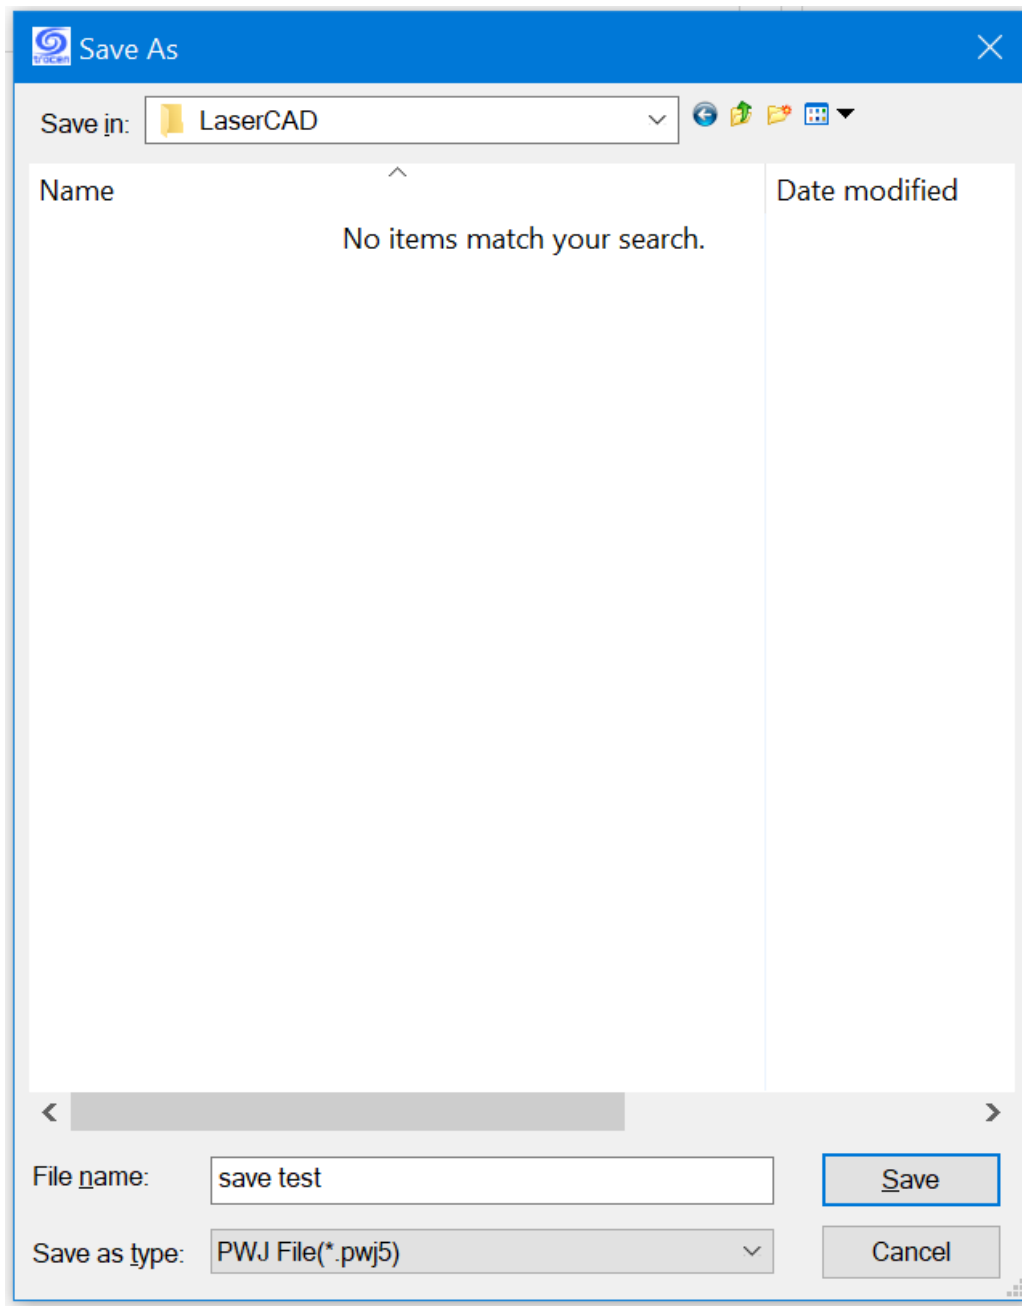 trocen
Save As
Save in: LaserCAD
Name Date modified
No items match your search.
File name: save test Save
Save as type: PWJ File(*.pwj5) Cancel